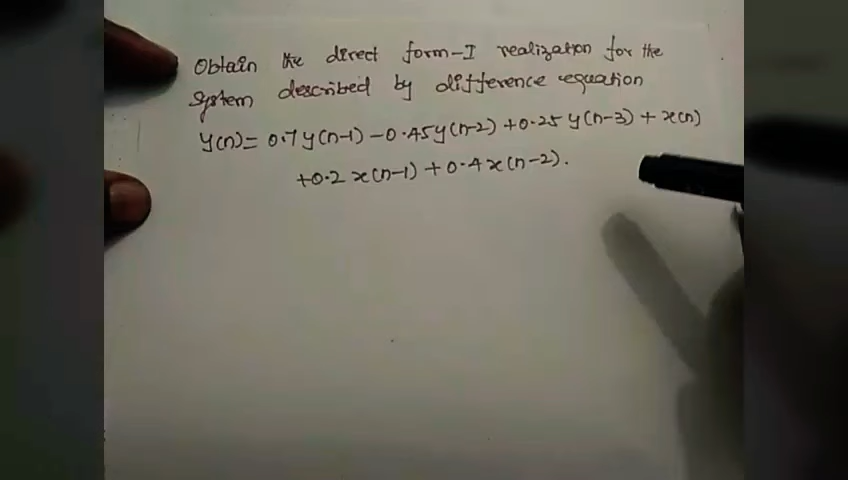 Obtain the direct form-I realization for the
system described by difference equation
y(n)= 0.7y(n-1) -0.45y(n-2) +0.25 y(n-3) + x(n)
+0.2 x(n-1) + 0.4 x(n-2).